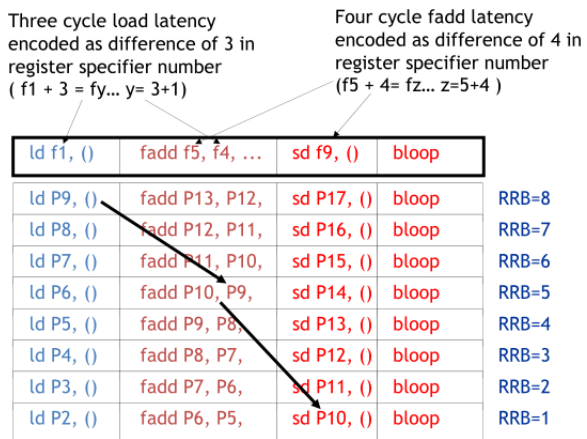 Three cycle load latency
encoded as difference of 3 in
register specifier number
( f1 + 3 = fy... y= 3+1)
Four cycle fadd latency
encoded as difference of 4 in
register specifier number
(f5 + 4= fz... z=5+4 )
ld f1, () fadd f5, f4, ... sd f9, () bloop
ld P9, () fadd P13, P12, sd P17, () bloop RRB=8
ld P8, () fadd P12, P11, sd P16, () bloop RRB=7
ld P7, () fadd P11, P10, sd P15, () bloop RRB=6
ld P6, () fadd P10, P9, sd P14, () bloop RRB=5
ld P5, () fadd P9, P8, sd P13, () bloop RRB=4
ld P4, () fadd P8, P7, sd P12, () bloop RRB=3
ld P3, () fadd P7, P6, sd P11, () bloop RRB=2
ld P2, () fadd P6, P5, sd P10, () bloop RRB=1